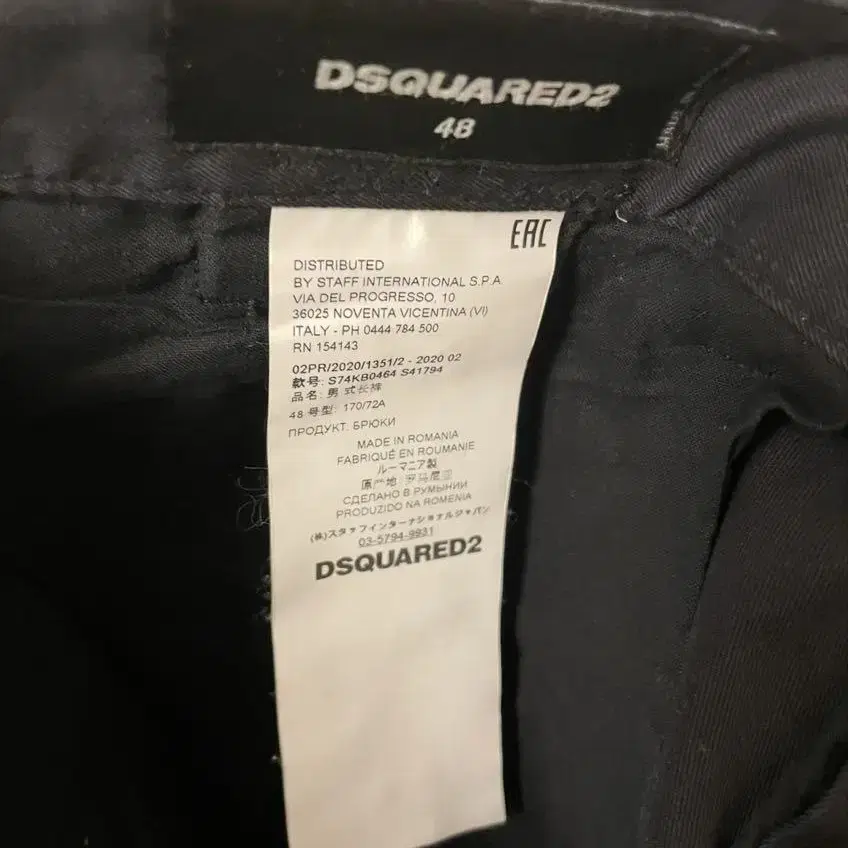 DSQUARED2
48
EAC
DISTRIBUTED
BY STAFF INTERNATIONAL S.P.A
VIA DEL PROGRESSO, 10
36025 NOVENTA VICENTINA (VI)
ITALY - PH 0444 784 500
RN 154143
02PR/2020/1351/2 - 2020 02
款号: S74KB0464 S41794
品名: 男 式长裤
48 号型: 170/72A
ПРОДУКТ. БРЮКИ
MADE IN ROMANIA
FABRIQUÉ EN ROUMANIE
ルーマニア製
原产地 罗马尼亚
СДЕЛАНО В РУМЫНИИ
PRODUZIDO NA ROMENIA
(株)スタッフインターナショナルジャパン
03-5794-9931
DSQUARED2